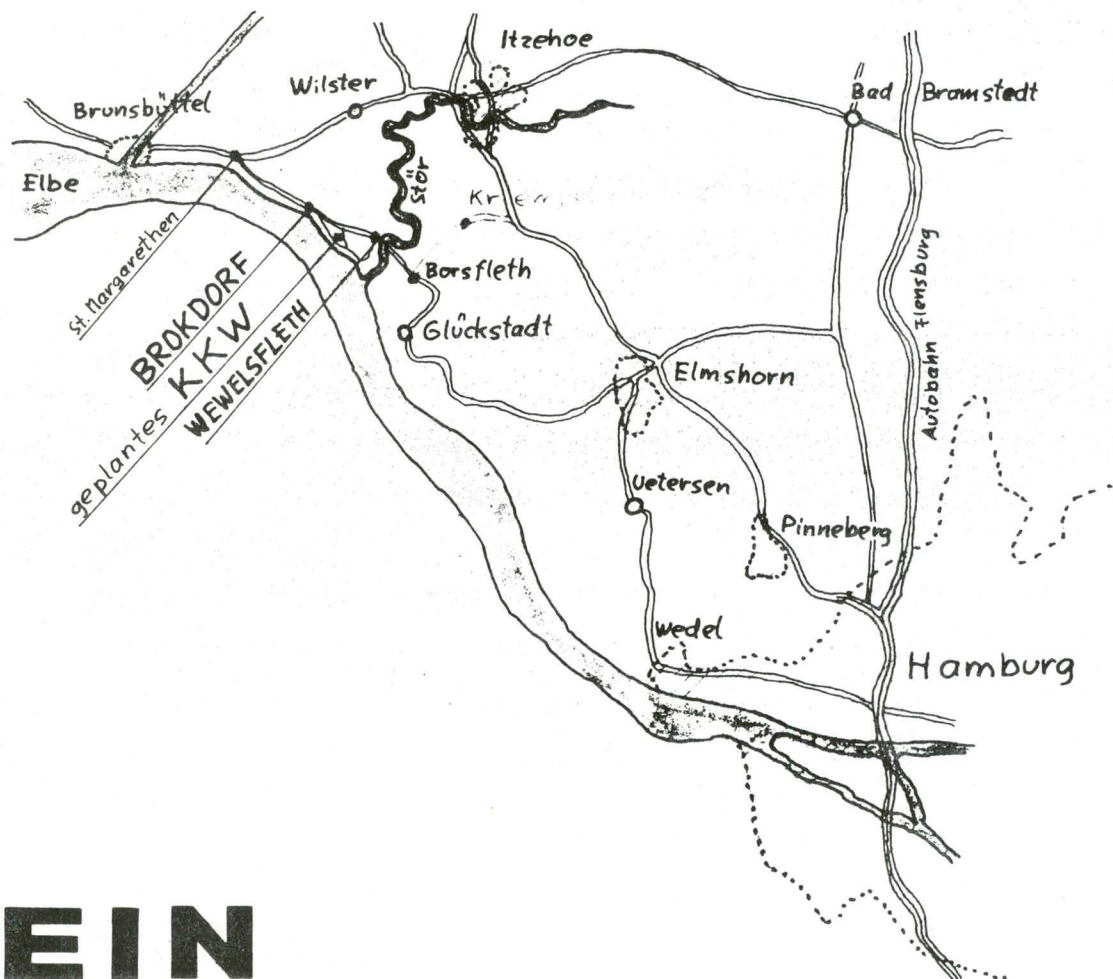 Itzehoe
Wilster
Bad Bramstedt
Brunsbüttel
Elbe
Stör
St. Margarethen
BROKDORF
geplantes KKW
WEWELSFLETH
Borsfleth
Glückstadt
Elmshorn
Autobahn Flensburg
Uetersen
Pinneberg
Wedel
Hamburg
EIN